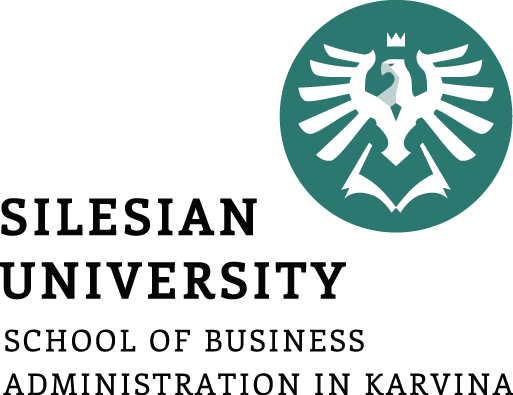 SILESIAN
UNIVERSITY
SCHOOL OF BUSINESS
ADMINISTRATION IN KARVINA